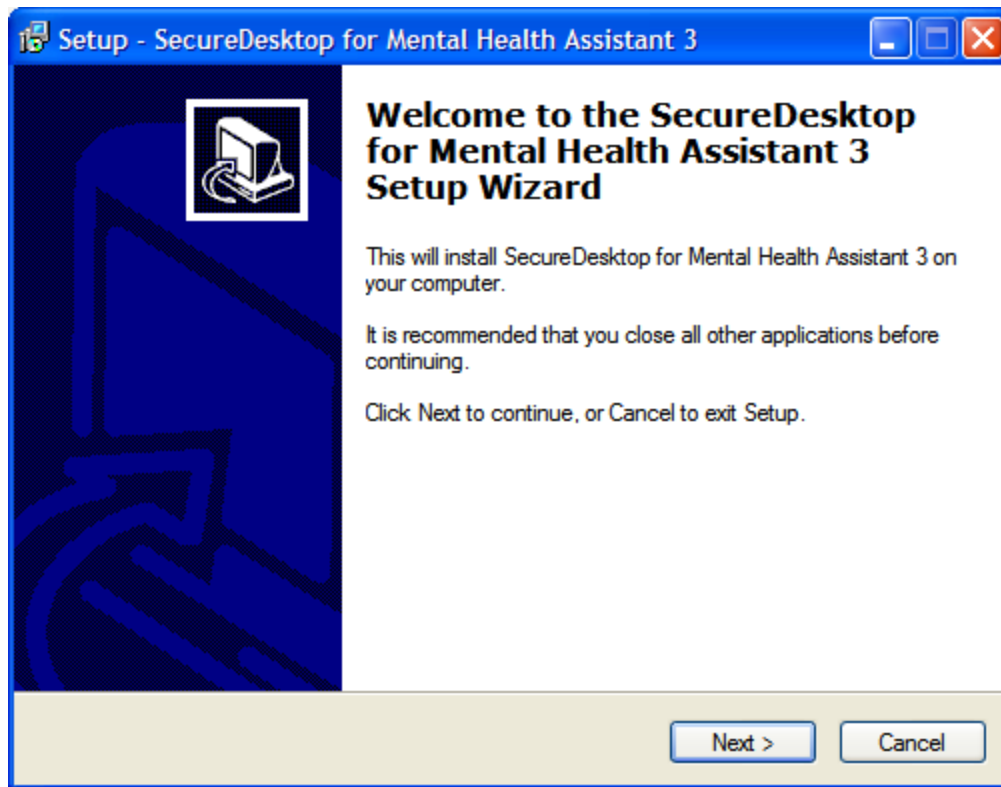 Setup - SecureDesktop for Mental Health Assistant 3
Welcome to the SecureDesktop
for Mental Health Assistant 3
Setup Wizard
This will install SecureDesktop for Mental Health Assistant 3 on
your computer.
It is recommended that you close all other applications before
continuing.
Click Next to continue, or Cancel to exit Setup.
Next >
Cancel